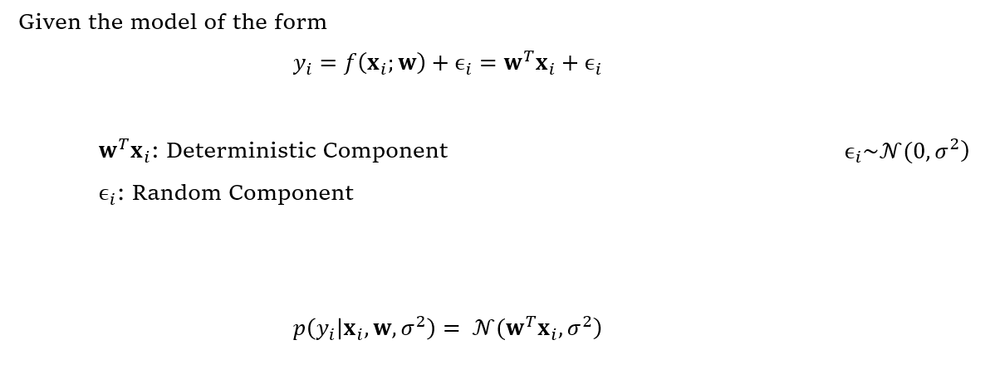 Given the model of the form
yᵢ = f(𝐱ᵢ; 𝐰) + ϵᵢ = 𝐰ᵀ𝐱ᵢ + ϵᵢ
𝐰ᵀ𝐱ᵢ: Deterministic Component
ϵᵢ~𝒩(0, σ²)
ϵᵢ: Random Component
p(yᵢ|𝐱ᵢ, 𝐰, σ²) = 𝒩(𝐰ᵀ𝐱ᵢ, σ²)